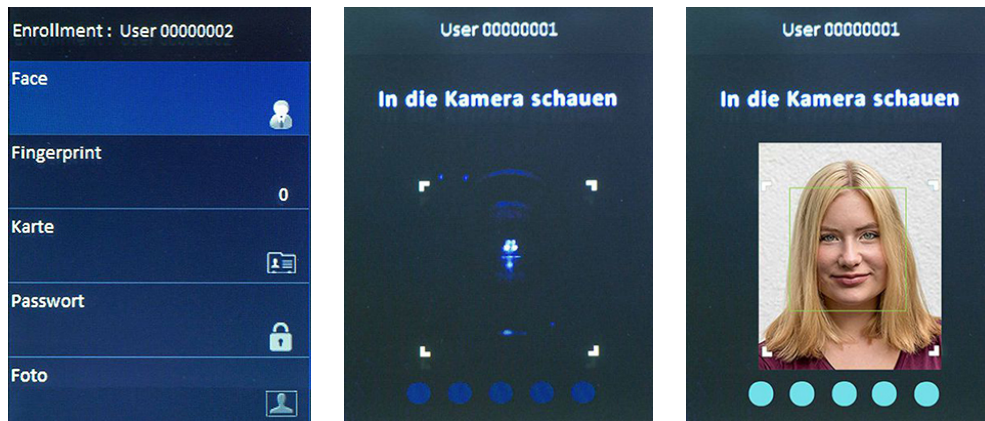 Enrollment : User 00000002
Face
Fingerprint
0
Karte
Passwort
Foto
User 00000001
In die Kamera schauen
User 00000001
In die Kamera schauen